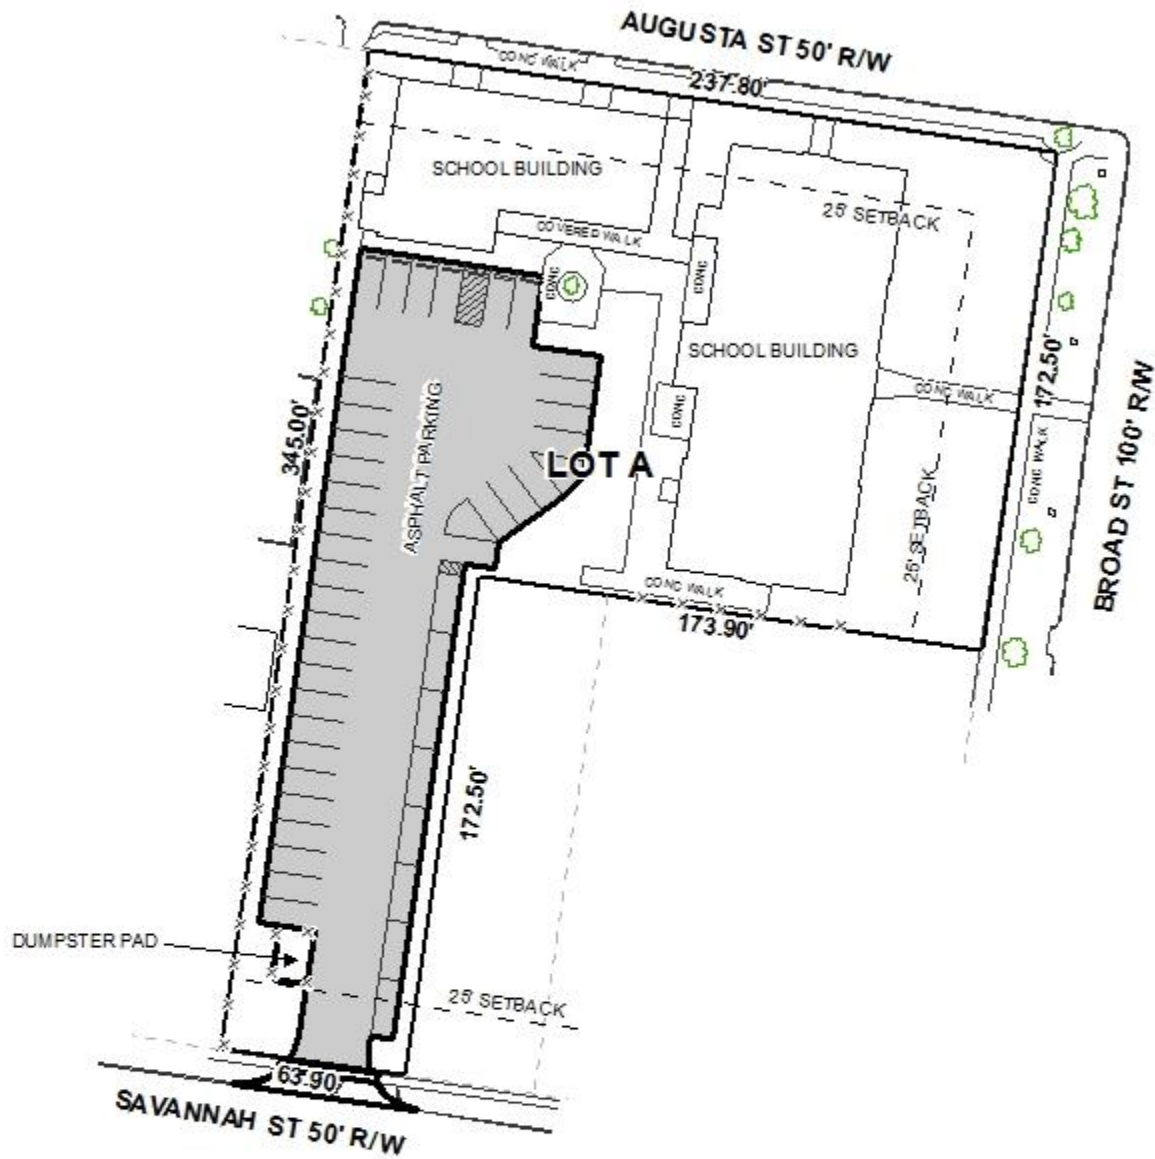 AUGUSTA ST 50' R/W
CONC WALK
237.80'
SCHOOL BUILDING
25' SETBACK
COVERED WALK
CONC
CONC
SCHOOL BUILDING
172.50'
CONC WALK
BROAD ST 100' R/W
345.00'
ASPHALT PARKING
CONC
LOT A
CONC WALK
25' SETBACK
CONC WALK
173.90'
172.50'
DUMPSTER PAD
25' SETBACK
63.90'
SAVANNAH ST 50' R/W